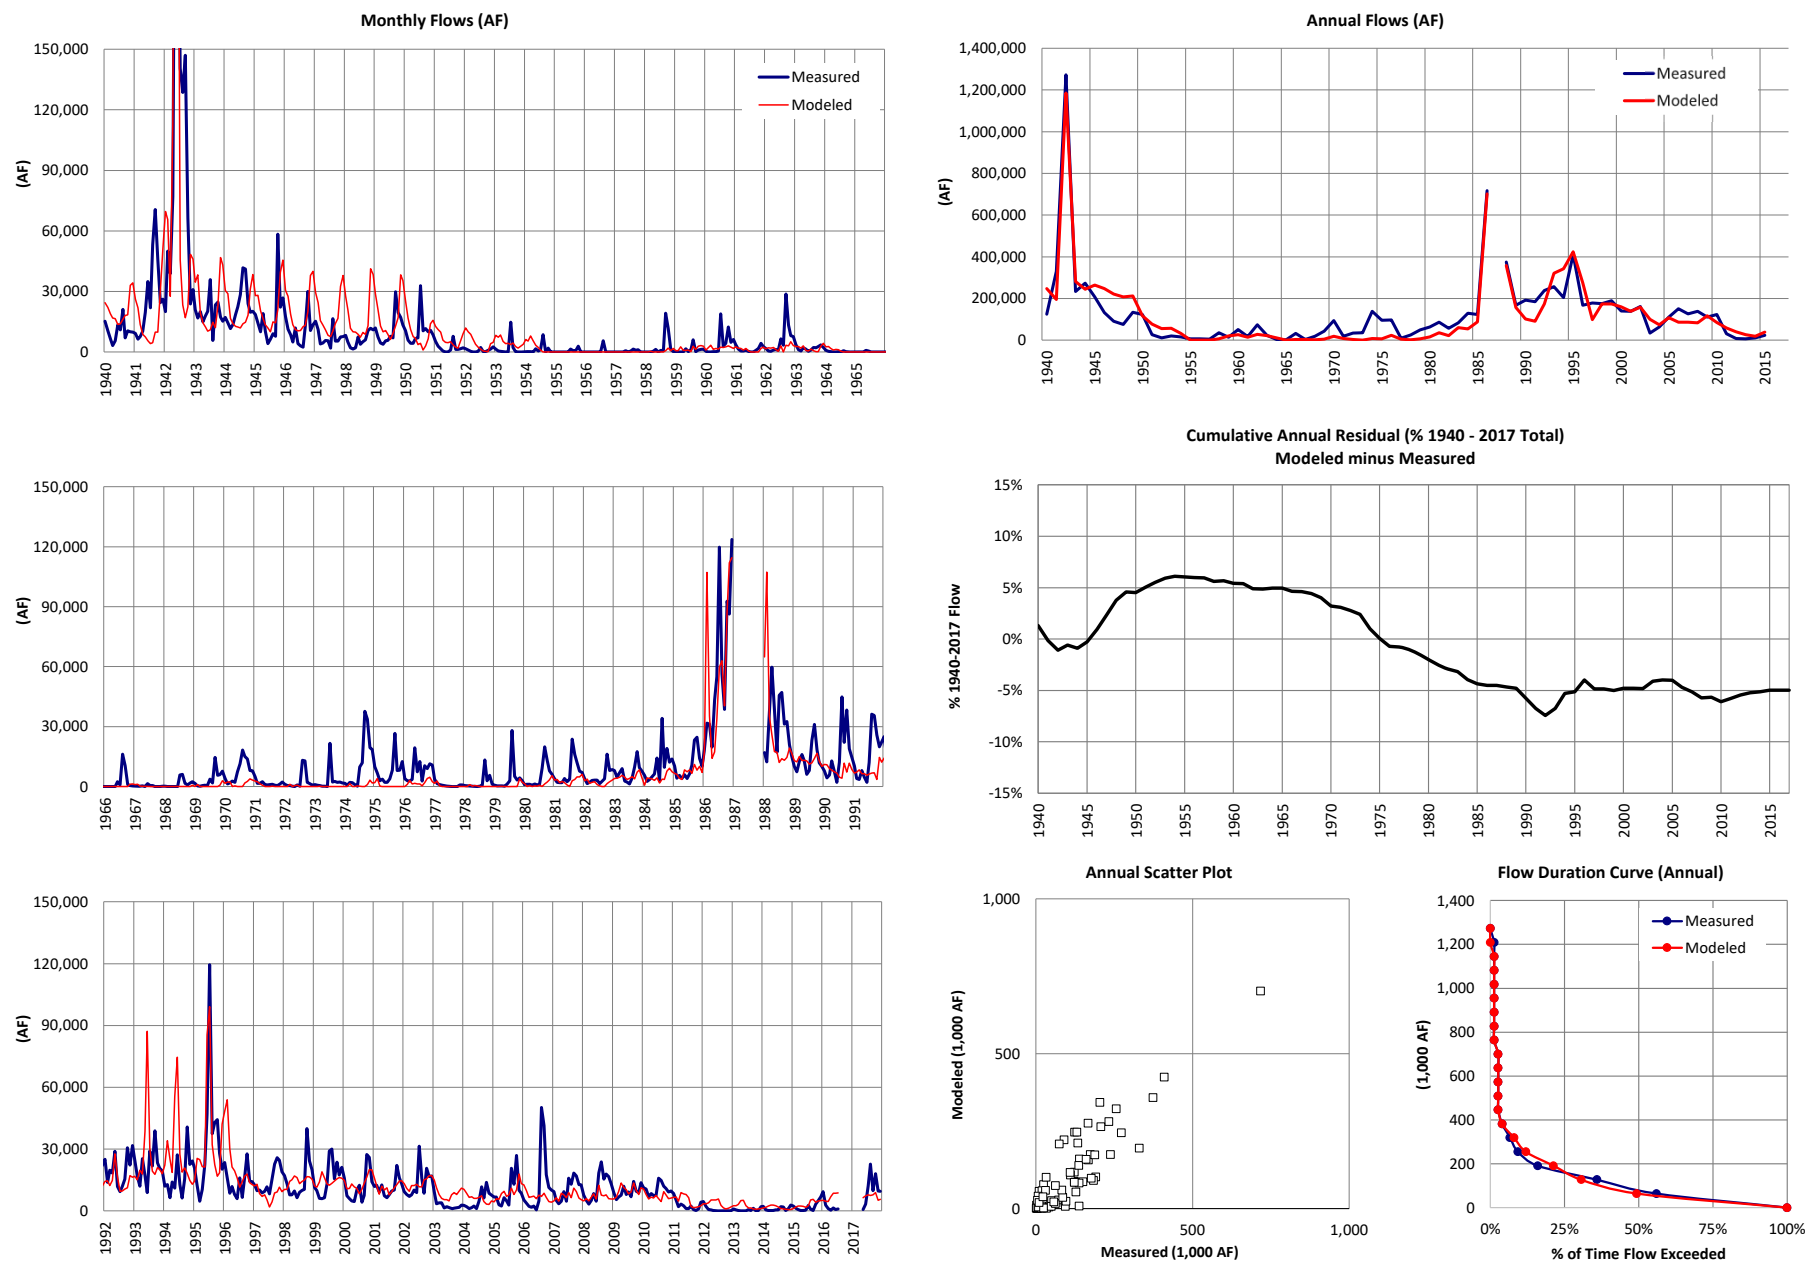 Monthly Flows (AF)
150,000
120,000
90,000
60,000
30,000
0
(AF)
Measured
Modeled
1940 1941 1942 1943 1944 1945 1946 1947 1948 1949 1950 1951 1952 1953 1954 1955 1956 1957 1958 1959 1960 1961 1962 1963 1964 1965
Annual Flows (AF)
1,400,000
1,200,000
1,000,000
800,000
600,000
400,000
200,000
0
(AF)
Measured
Modeled
1940 1945 1950 1955 1960 1965 1970 1975 1980 1985 1990 1995 2000 2005 2010 2015
150,000
120,000
90,000
60,000
30,000
0
(AF)
1966 1967 1968 1969 1970 1971 1972 1973 1974 1975 1976 1977 1978 1979 1980 1981 1982 1983 1984 1985 1986 1987 1988 1989 1990 1991
Cumulative Annual Residual (% 1940 - 2017 Total)
Modeled minus Measured
15%
10%
5%
0%
-5%
-10%
-15%
% 1940-2017 Flow
1940 1945 1950 1955 1960 1965 1970 1975 1980 1985 1990 1995 2000 2005 2010 2015
150,000
120,000
90,000
60,000
30,000
0
(AF)
1992 1993 1994 1995 1996 1997 1998 1999 2000 2001 2002 2003 2004 2005 2006 2007 2008 2009 2010 2011 2012 2013 2014 2015 2016 2017
Annual Scatter Plot
1,000
500
0
Modeled (1,000 AF)
0 500 1,000
Measured (1,000 AF)
Flow Duration Curve (Annual)
1,400
1,200
1,000
800
600
400
200
0
(1,000 AF)
Measured
Modeled
0% 25% 50% 75% 100%
% of Time Flow Exceeded